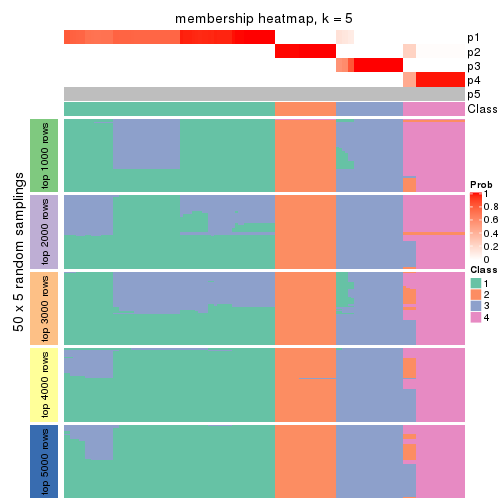 membership heatmap, k = 5
p1
p2
p3
p4
p5
Class
50 x 5 random samplings
top 1000 rows
top 2000 rows
top 3000 rows
top 4000 rows
top 5000 rows
Prob
1
0.8
0.6
0.4
0.2
0
Class
1
2
3
4